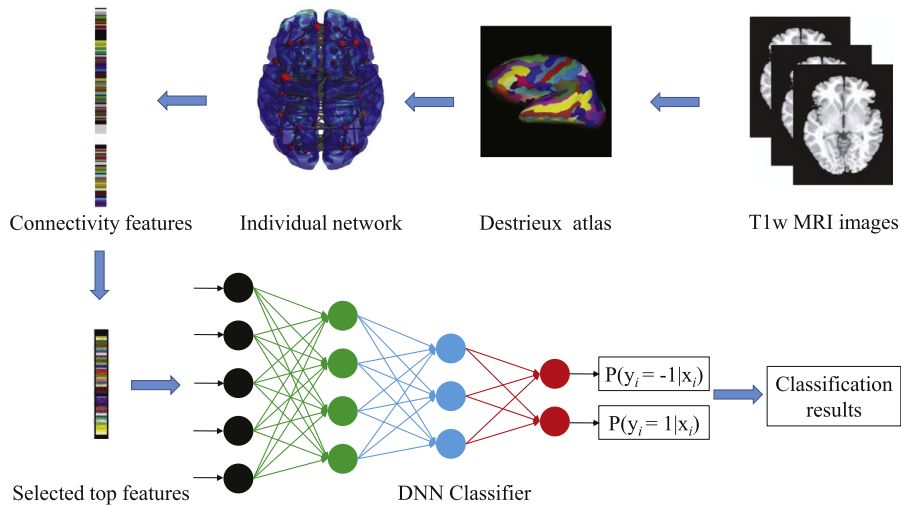 Connectivity features
Individual network
Destrieux atlas
T1w MRI images
P(yi = -1|xi)
P(yi = 1|xi)
Classification
results
Selected top features
DNN Classifier